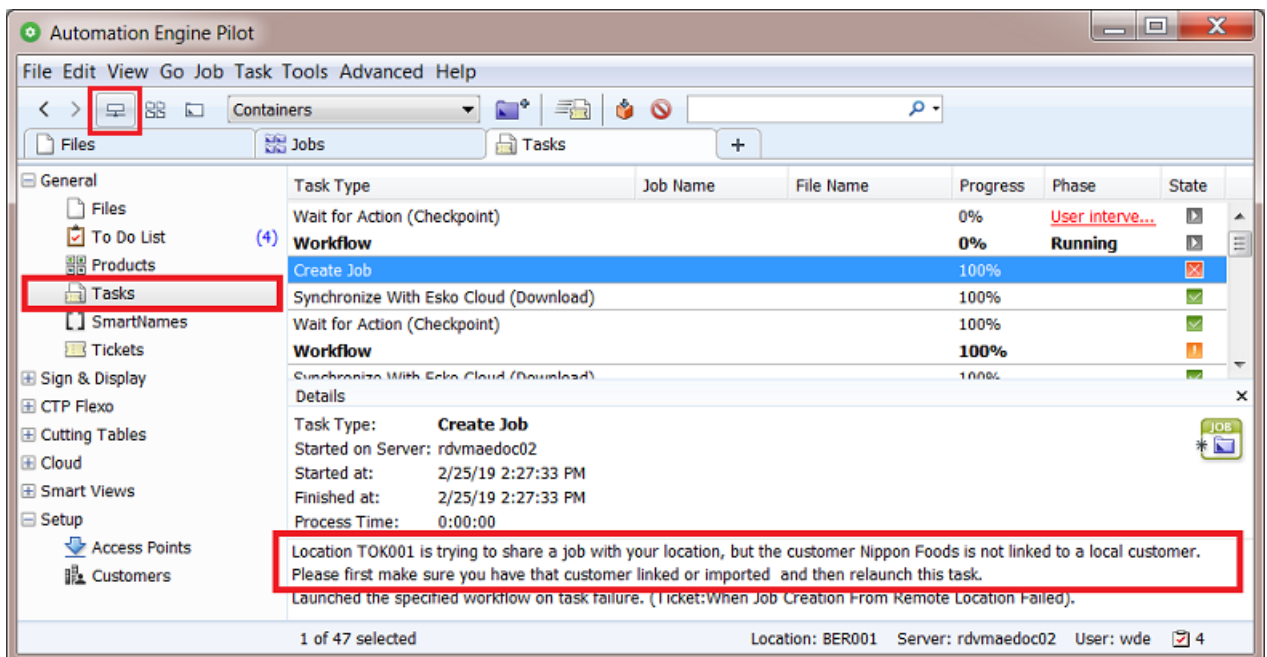 Automation Engine Pilot
File Edit View Go Job Task Tools Advanced Help
Containers
Files Jobs Tasks +
General
Files
To Do List (4)
Products
Tasks
SmartNames
Tickets
Sign & Display
CTP Flexo
Cutting Tables
Cloud
Smart Views
Setup
Access Points
Customers
Task Type Job Name File Name Progress Phase State
Wait for Action (Checkpoint) 0% User interve...
Workflow 0% Running
Create Job 100%
Synchronize With Esko Cloud (Download) 100%
Wait for Action (Checkpoint) 100%
Workflow 100%
Synchronize With Esko Cloud (Download) 100%
Details
Task Type: Create Job
JOB
Started on Server: rdvmaedoc02
Started at: 2/25/19 2:27:33 PM
Finished at: 2/25/19 2:27:33 PM
Process Time: 0:00:00
Location TOK001 is trying to share a job with your location, but the customer Nippon Foods is not linked to a local customer.
Please first make sure you have that customer linked or imported and then relaunch this task.
Launched the specified workflow on task failure. (Ticket:When Job Creation From Remote Location Failed).
1 of 47 selected Location: BER001 Server: rdvmaedoc02 User: wde 4